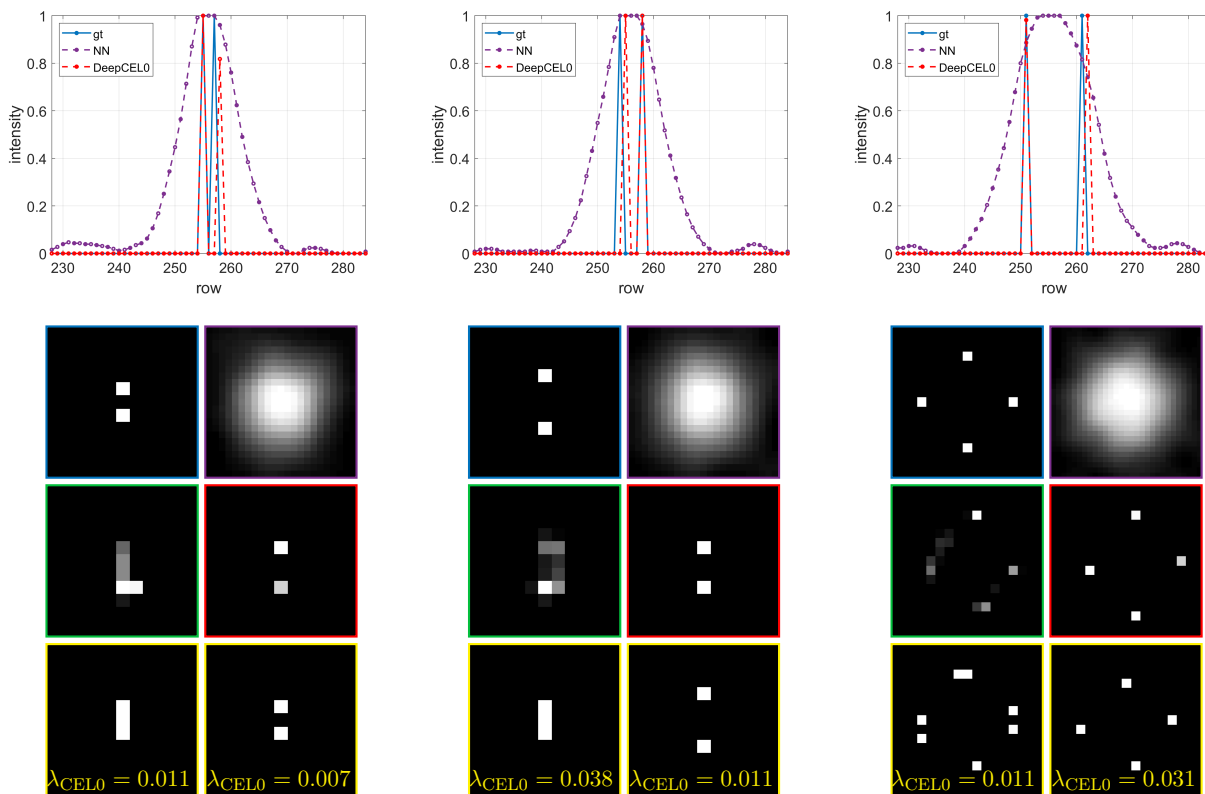 gt
NN
DeepCEL0
intensity
1
0.8
0.6
0.4
0.2
0
230 240 250 260 270 280
row
gt
NN
DeepCEL0
intensity
1
0.8
0.6
0.4
0.2
0
230 240 250 260 270 280
row
gt
NN
DeepCEL0
intensity
1
0.8
0.6
0.4
0.2
0
230 240 250 260 270 280
row
λCEL0 = 0.011
λCEL0 = 0.007
λCEL0 = 0.038
λCEL0 = 0.011
λCEL0 = 0.011
λCEL0 = 0.031